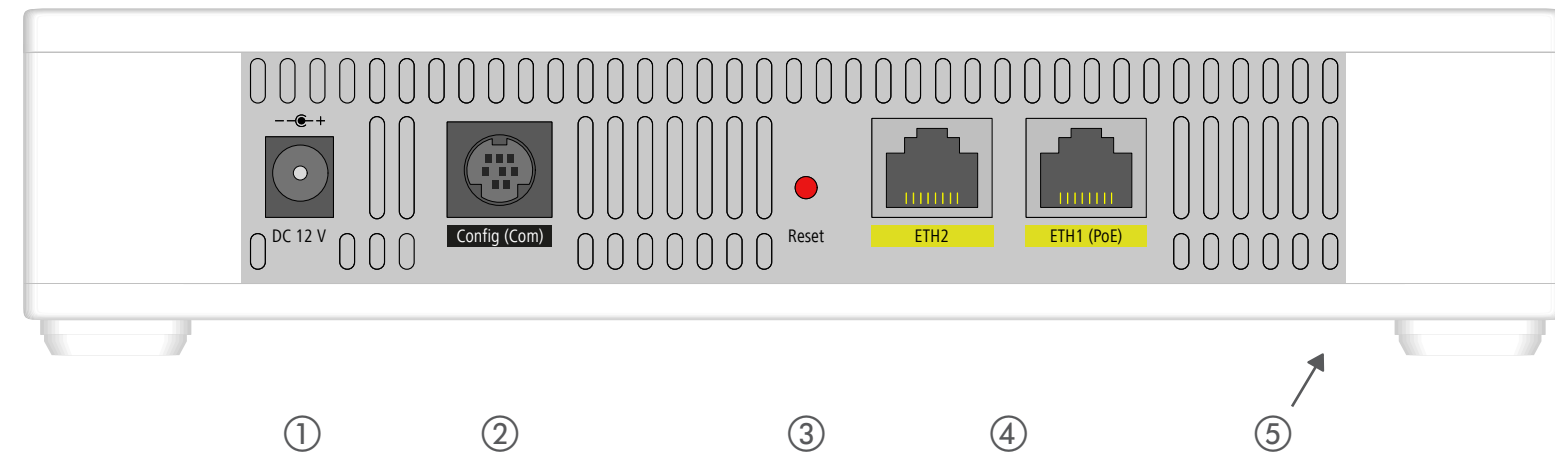 DC 12 V
Config (Com)
Reset
ETH2
ETH1 (PoE)
① ② ③ ④ ⑤